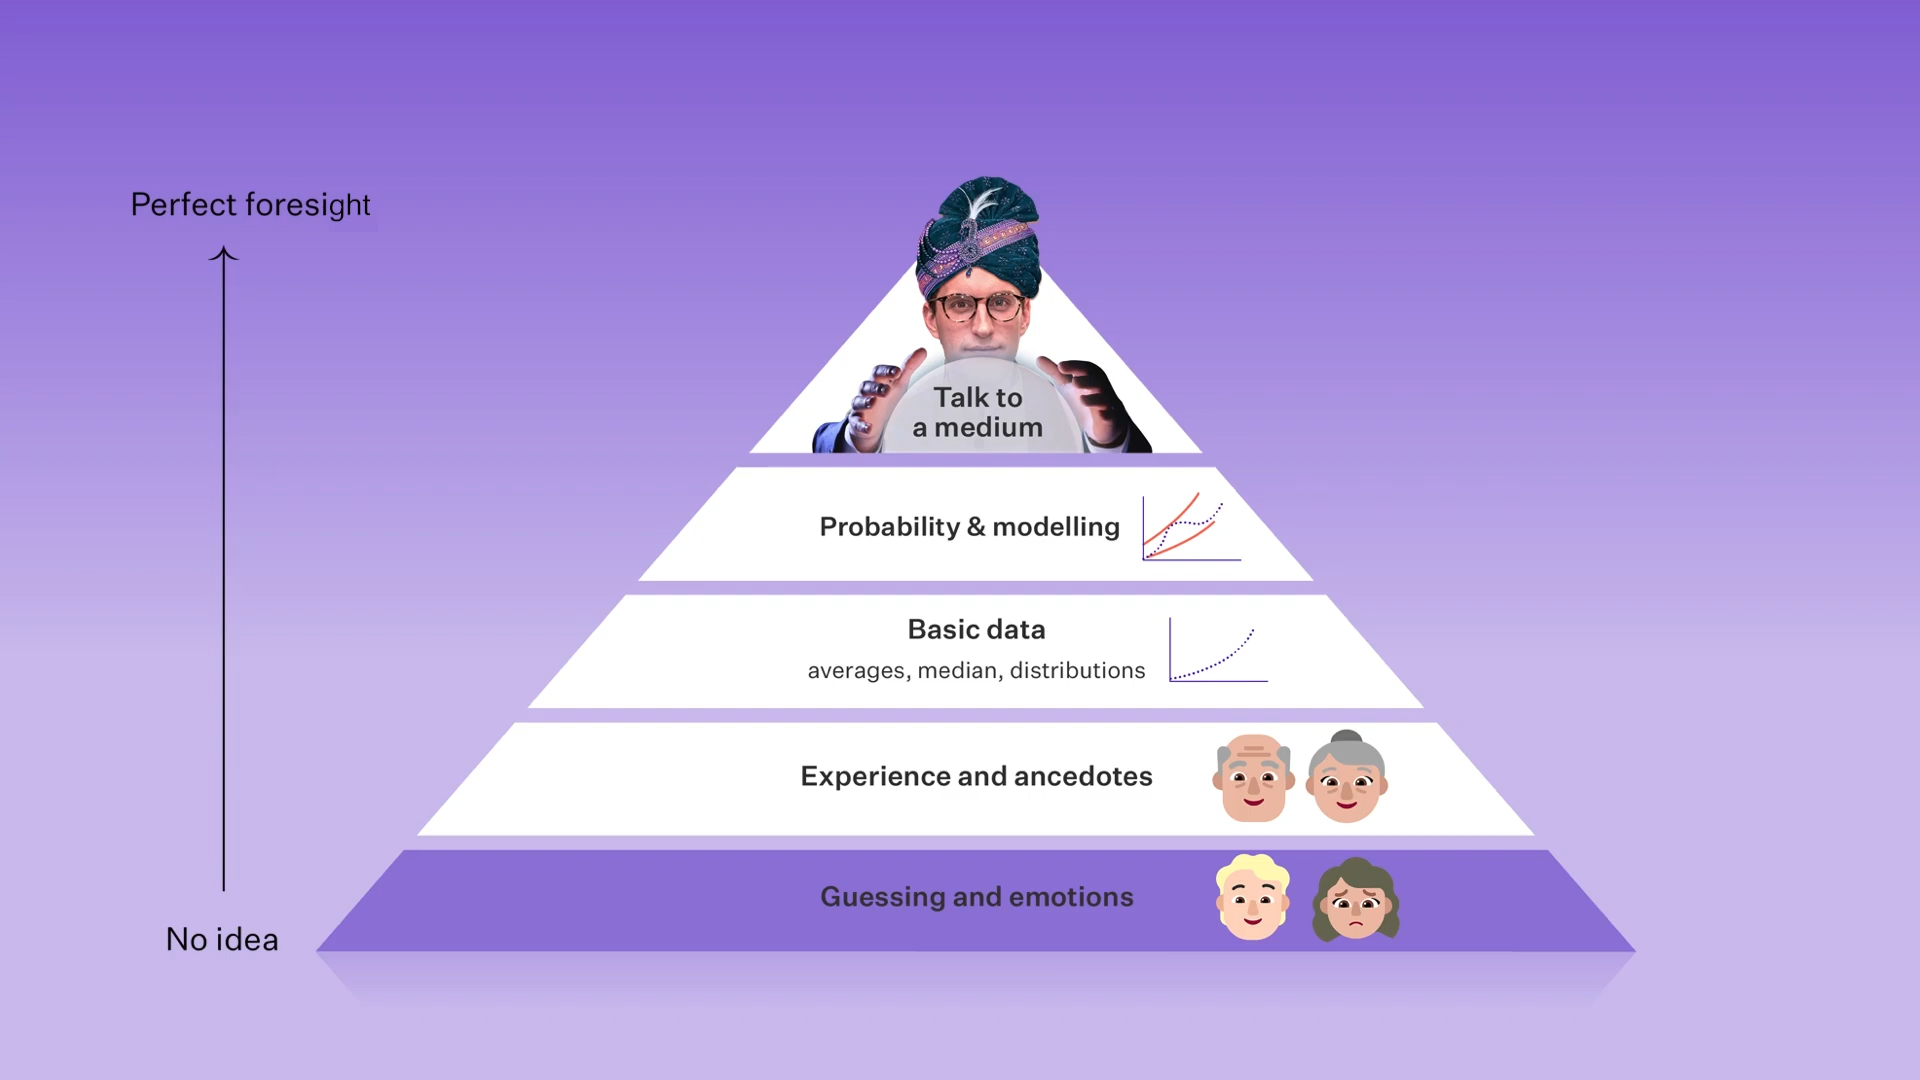 Perfect foresight
Talk to
a medium
Probability & modelling
Basic data
averages, median, distributions
Experience and ancedotes
Guessing and emotions
No idea